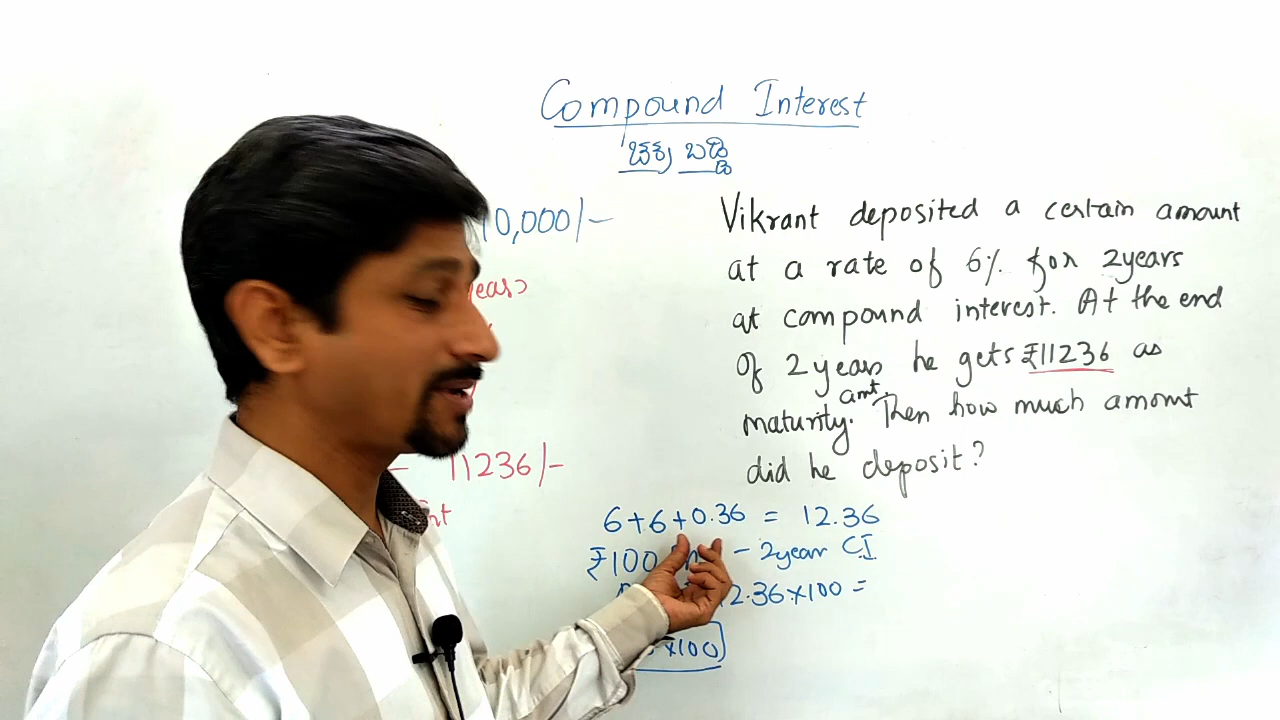 Compound Interest
ಚಕ್ರ ಬಡ್ಡಿ
10,000/-
11236/-
Vikrant deposited a certain amount
at a rate of 6% for 2years
at compound interest. At the end
of 2years he gets ₹11236 as
maturity amt. Then how much amont
did he deposit?
6+6+0.36 = 12.36
₹100 - 2year CI
2.36×100 =
×100